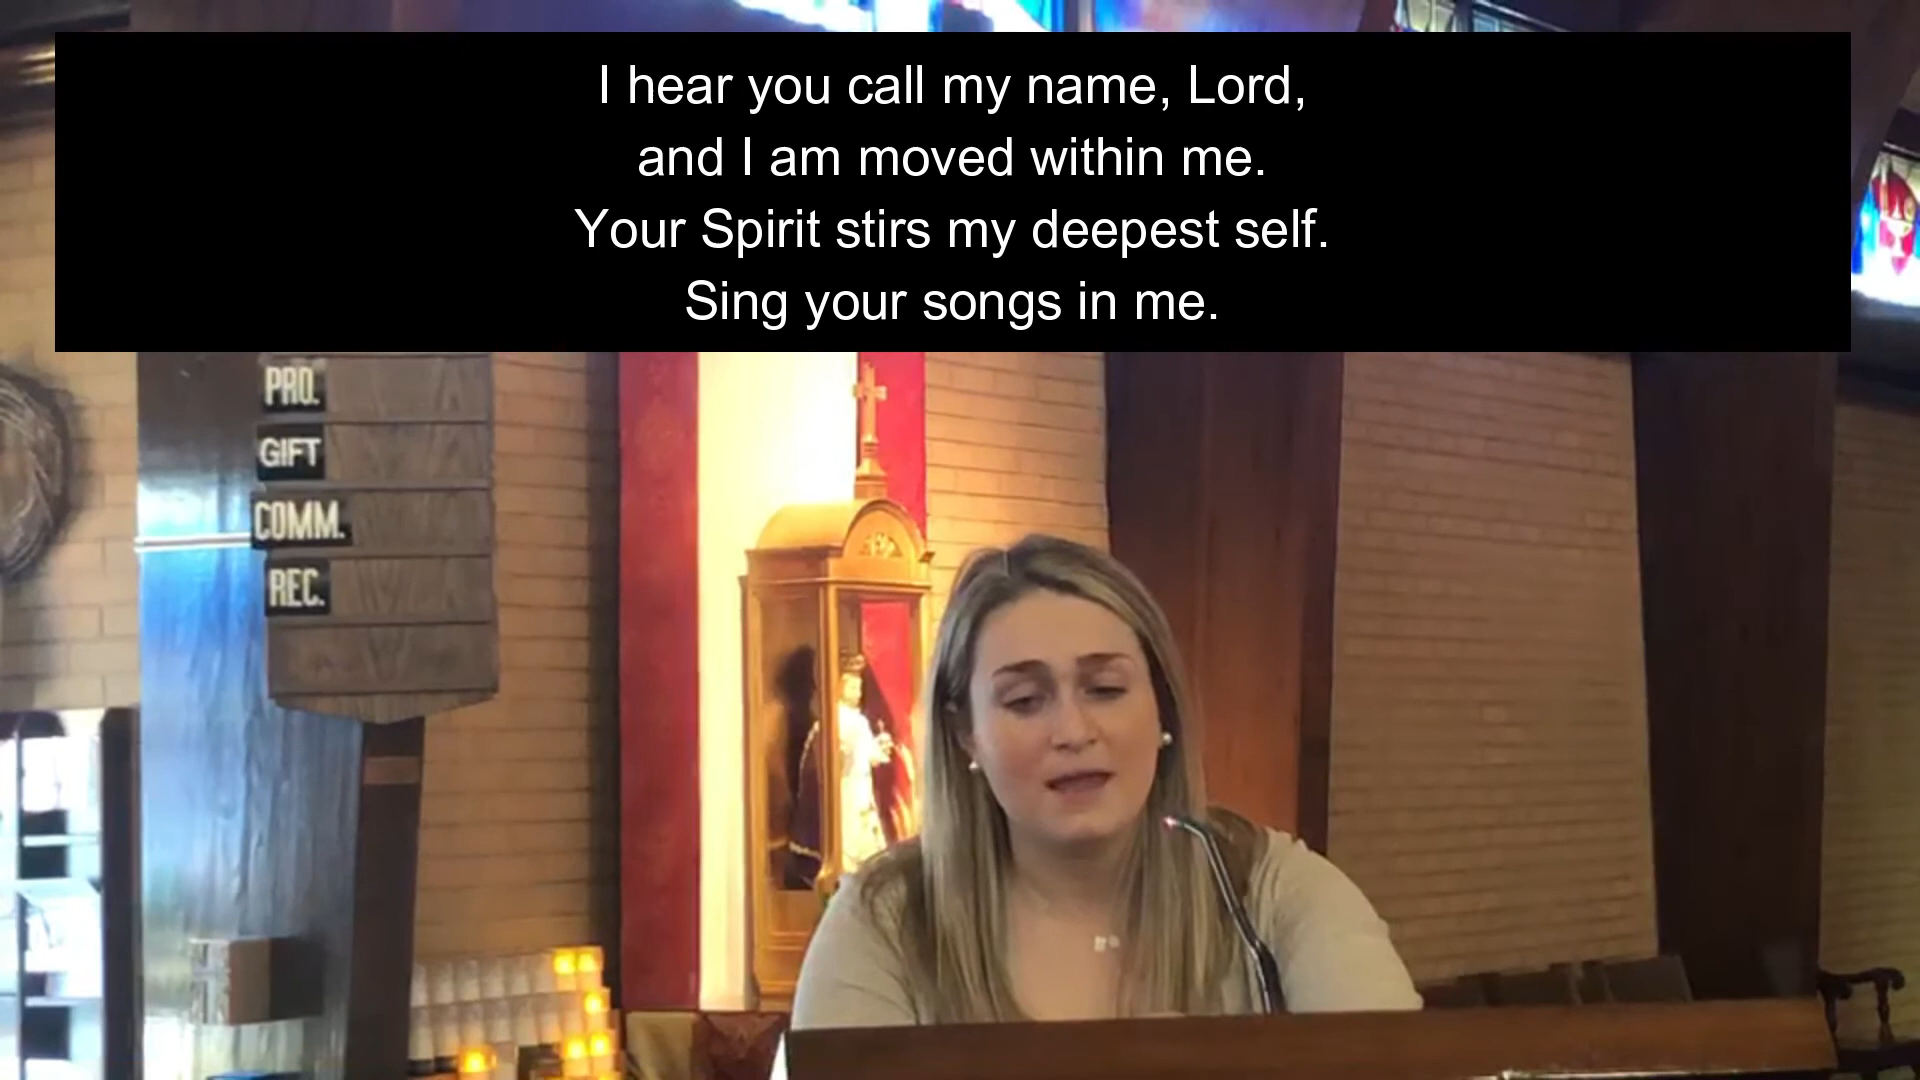 I hear you call my name, Lord,
and I am moved within me.
Your Spirit stirs my deepest self.
Sing your songs in me.
PRO.
GIFT
COMM.
REC.